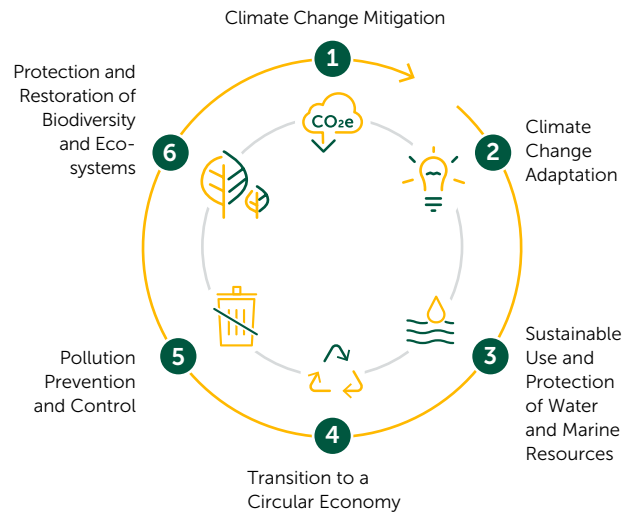 Climate Change Mitigation
1
CO2e
2
Climate
Change
Adaptation
3
Sustainable
Use and
Protection
of Water
and Marine
Resources
4
Transition to a
Circular Economy
5
Pollution
Prevention
and Control
6
Protection and
Restoration of
Biodiversity
and Eco-
systems